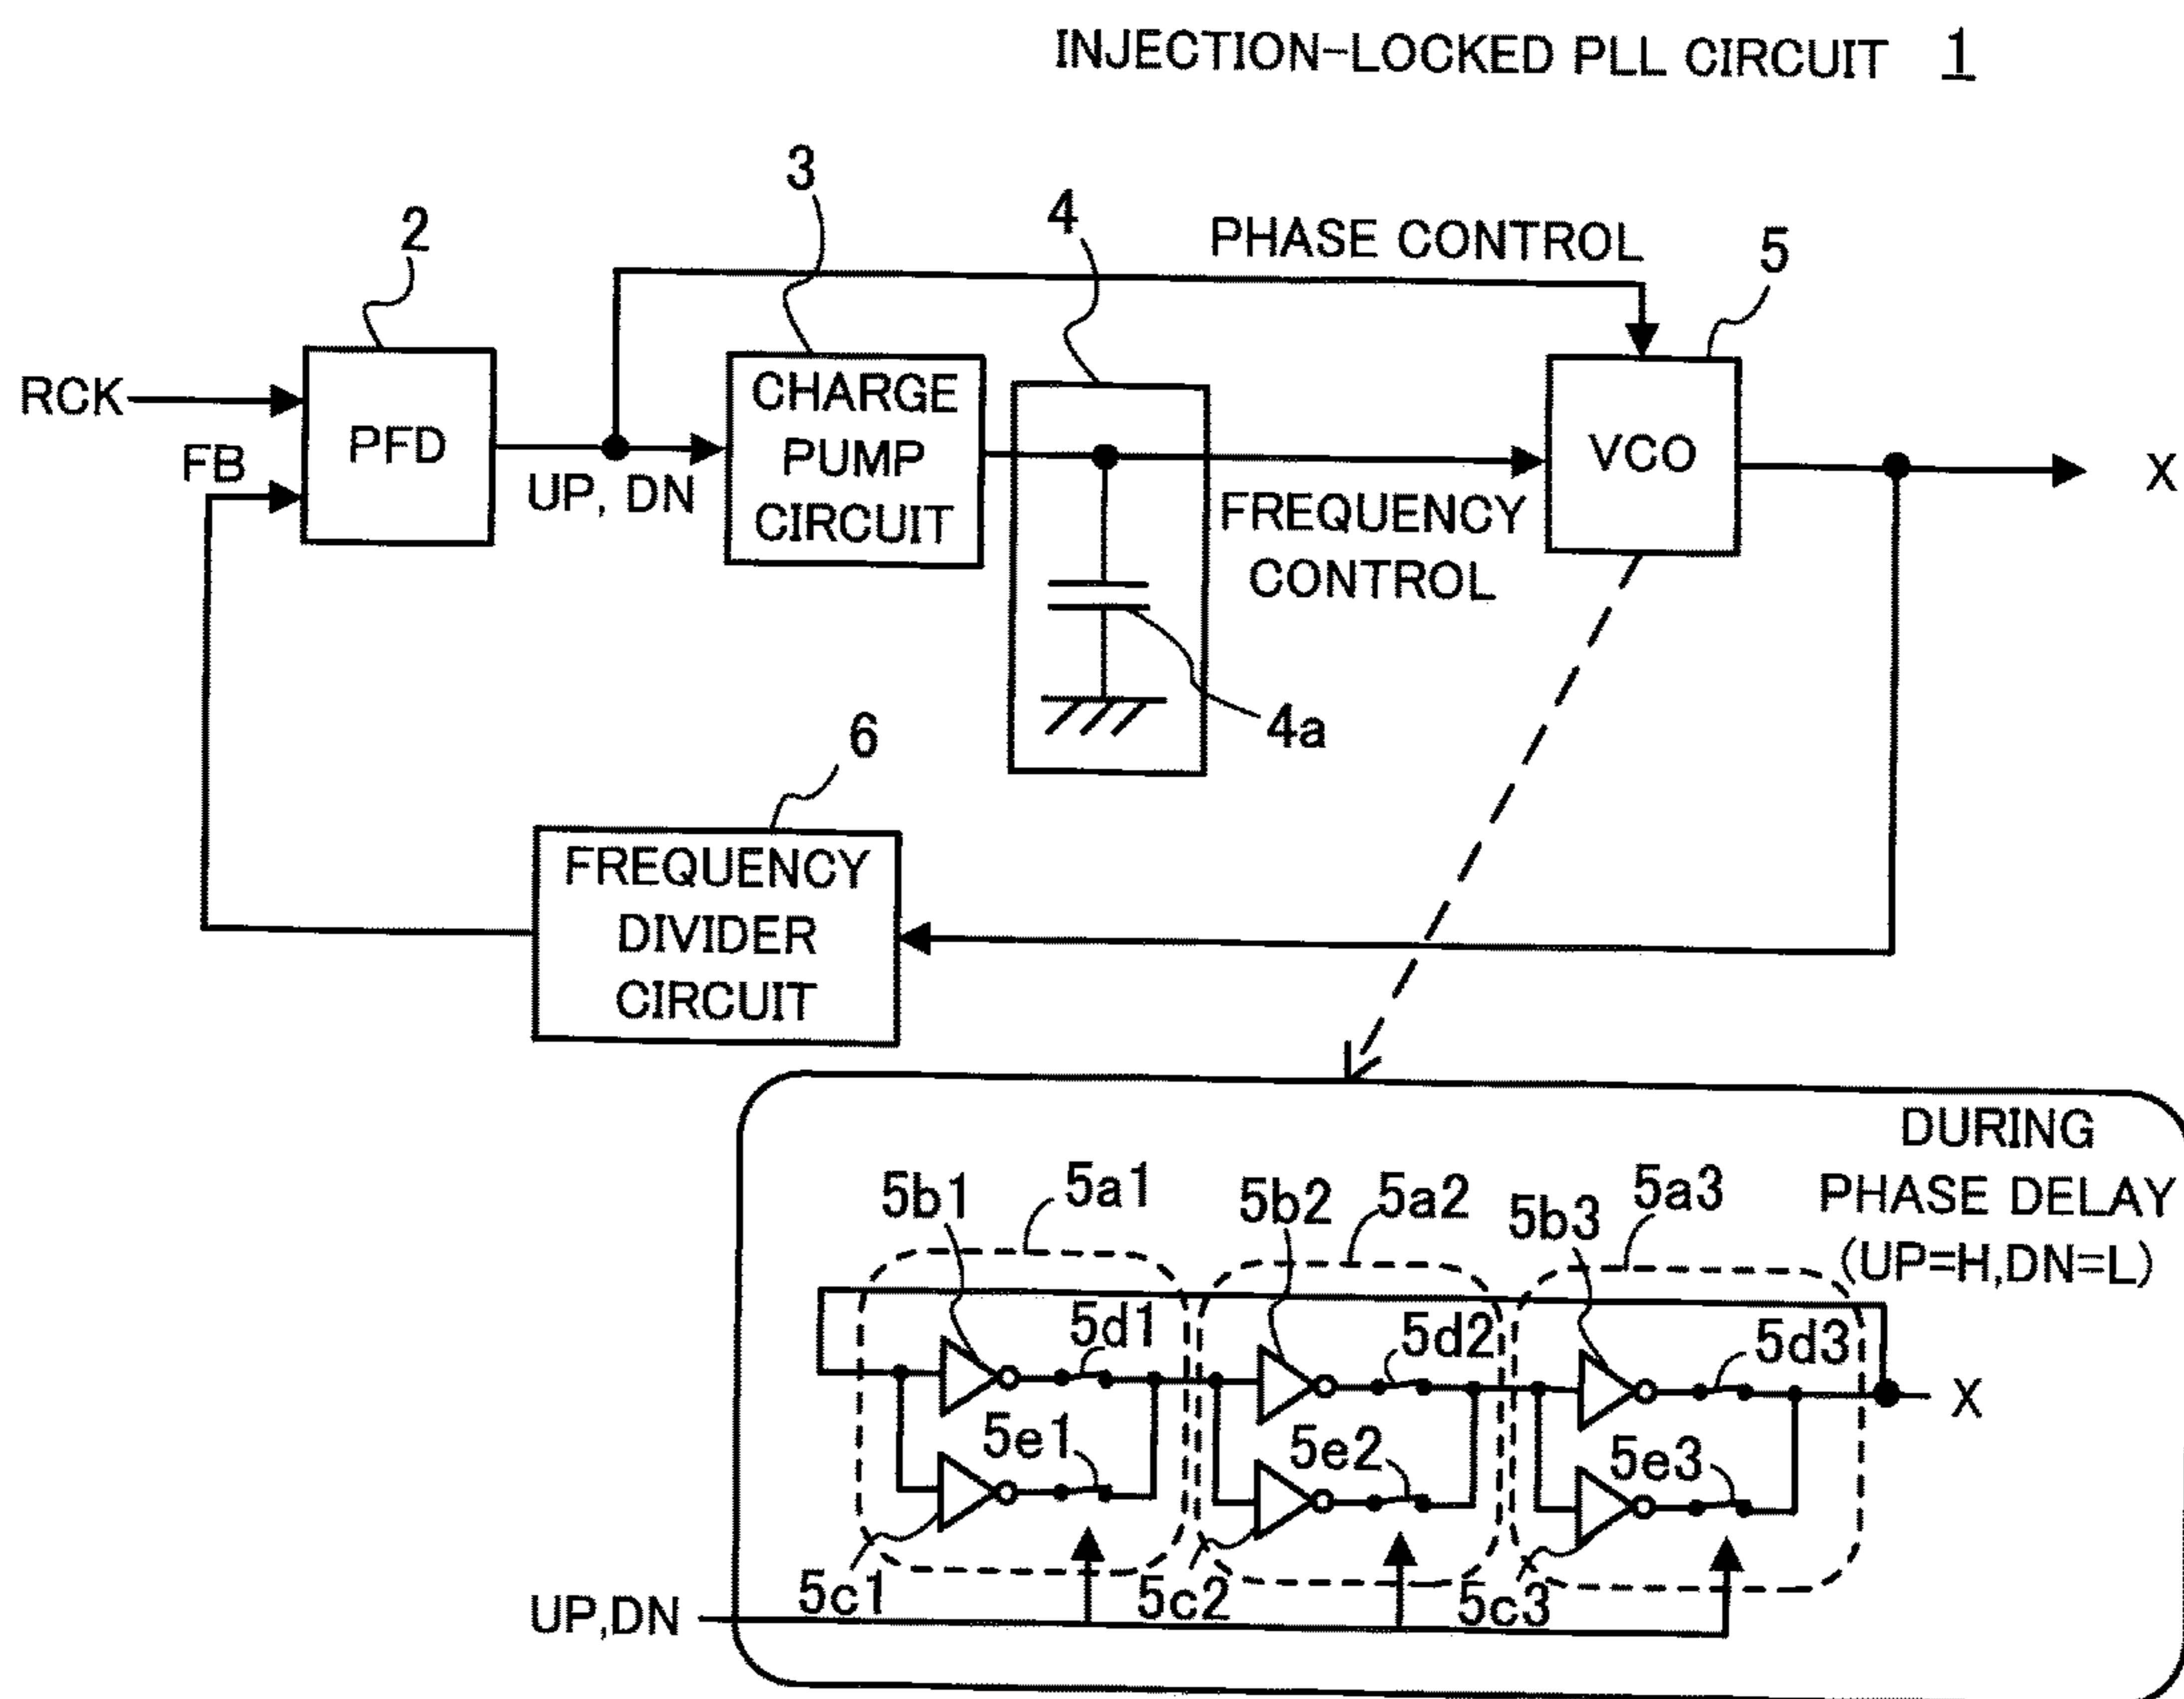 INJECTION-LOCKED PLL CIRCUIT 1
3
2
4
PHASE CONTROL
5
RCK
FB
PFD
UP, DN
CHARGE
PUMP
CIRCUIT
FREQUENCY
CONTROL
VCO
X
4a
6
FREQUENCY
DIVIDER
CIRCUIT
DURING
PHASE DELAY
(UP=H,DN=L)
5b1
5a1
5b2
5a2
5b3
5a3
5d1
5d2
5d3
5e1
5e2
5e3
X
5c1
5c2
5c3
UP,DN